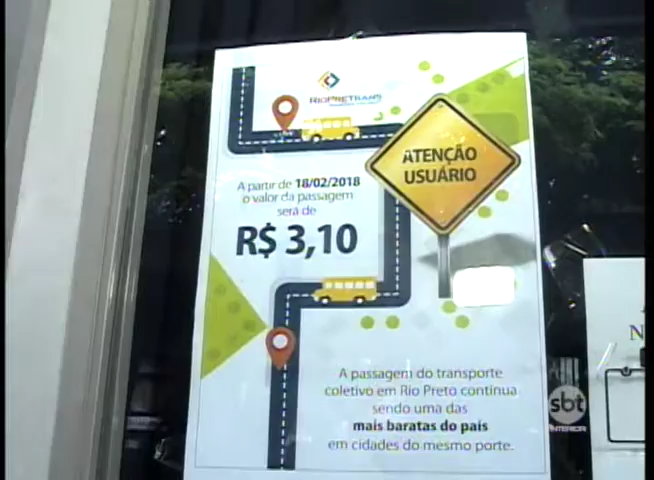 RIOPRETRANS
ATENÇÃO
USUÁRIO
A partir de 18/02/2018
o valor da passagem
será de
R$ 3,10
A passagem do transporte
coletivo em Rio Preto continua
sendo uma das
mais baratas do país
em cidades do mesmo porte.
sbt
INTERIOR
N